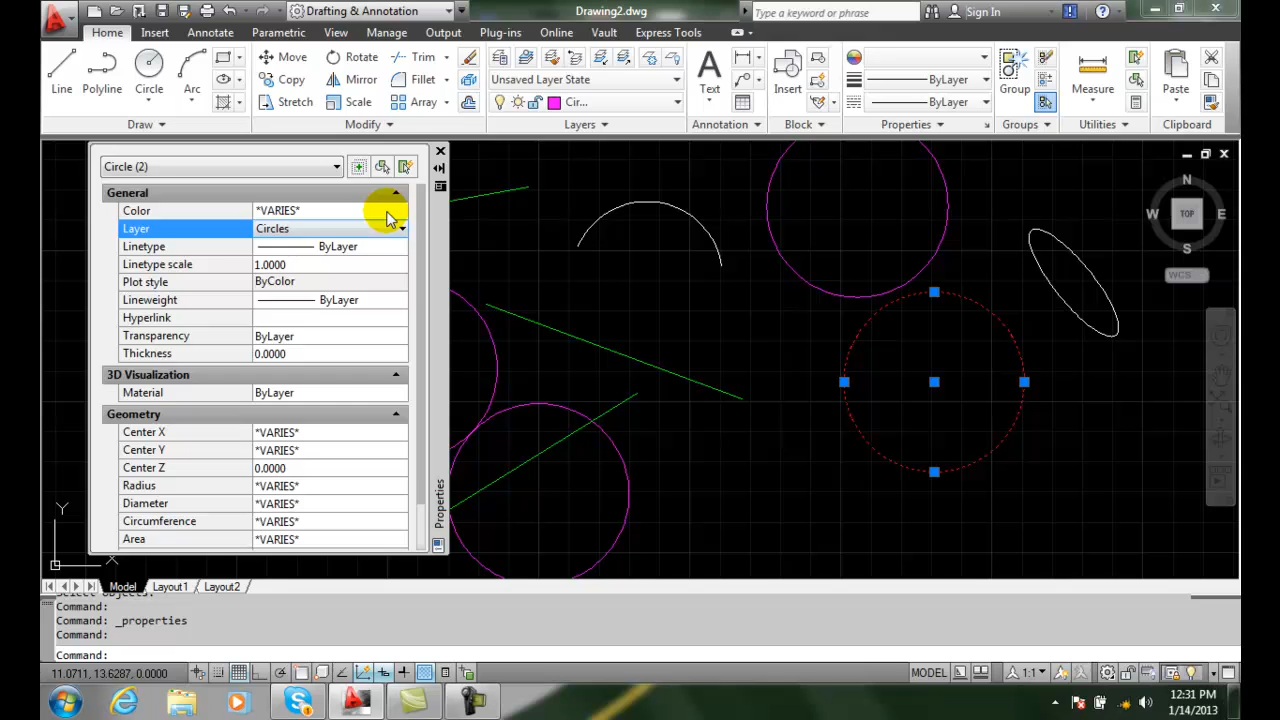 Drafting & Annotation
Drawing2.dwg
Type a keyword or phrase
Sign In
Home
Insert
Annotate
Parametric
View
Manage
Output
Plug-ins
Online
Vault
Express Tools
Line
Polyline
Circle
Arc
Move
Rotate
Trim
Copy
Mirror
Fillet
Stretch
Scale
Array
Unsaved Layer State
Cir...
Text
Insert
ByLayer
ByLayer
Group
Measure
Paste
Draw
Modify
Layers
Annotation
Block
Properties
Groups
Utilities
Clipboard
Circle (2)
General
Color *VARIES*
Layer Circles
Linetype ByLayer
Linetype scale 1.0000
Plot style ByColor
Lineweight ByLayer
Hyperlink
Transparency ByLayer
Thickness 0.0000
3D Visualization
Material ByLayer
Geometry
Center X *VARIES*
Center Y *VARIES*
Center Z 0.0000
Radius *VARIES*
Diameter *VARIES*
Circumference *VARIES*
Area *VARIES*
Properties
N
W TOP E
S
WCS
Y
X
Model Layout1 Layout2
Select objects:
Command:
Command: _properties
Command:
Command:
11.0711, 13.6287, 0.0000
MODEL
1:1
12:31 PM
1/14/2013